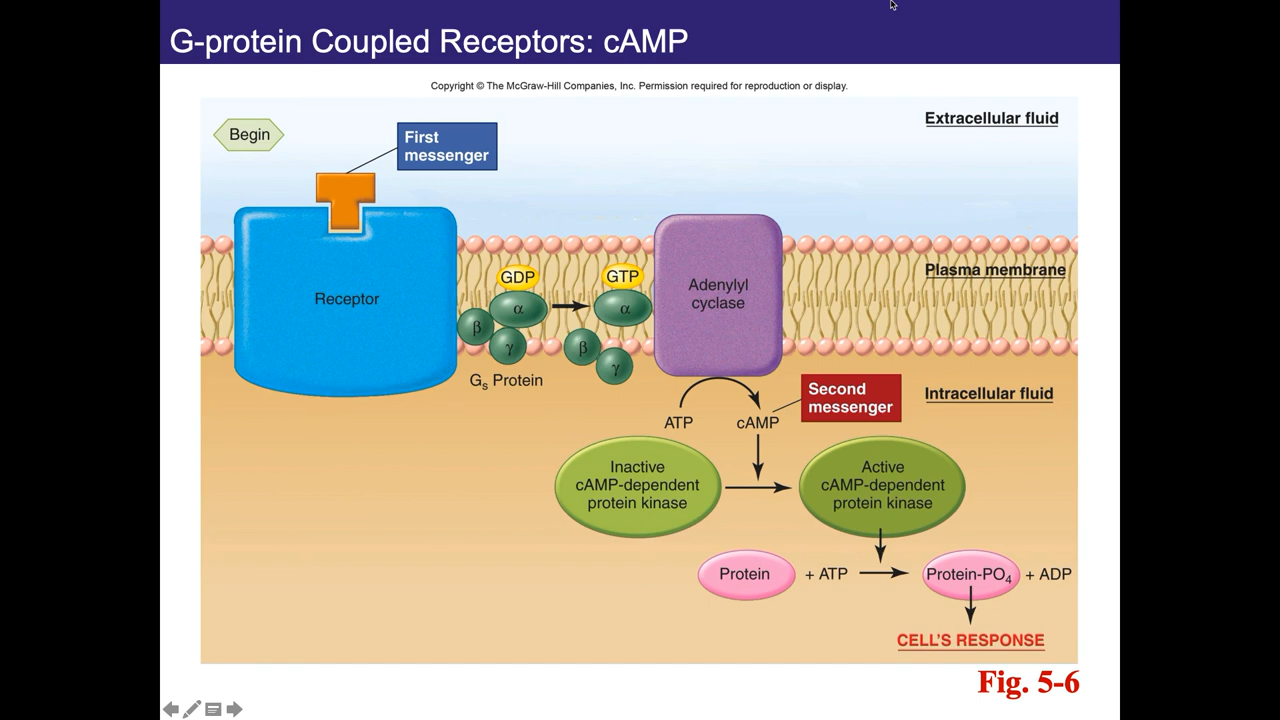 G-protein Coupled Receptors: cAMP
Copyright © The McGraw-Hill Companies, Inc. Permission required for reproduction or display.
Extracellular fluid
Begin
First
messenger
Plasma membrane
GDP
GTP
Receptor
Adenylyl
cyclase
α
α
β
γ
β
γ
Gs Protein
Intracellular fluid
Second
messenger
ATP
cAMP
Inactive
cAMP-dependent
protein kinase
Active
cAMP-dependent
protein kinase
Protein
+ ATP
Protein-PO4
+ ADP
CELL'S RESPONSE
Fig. 5-6